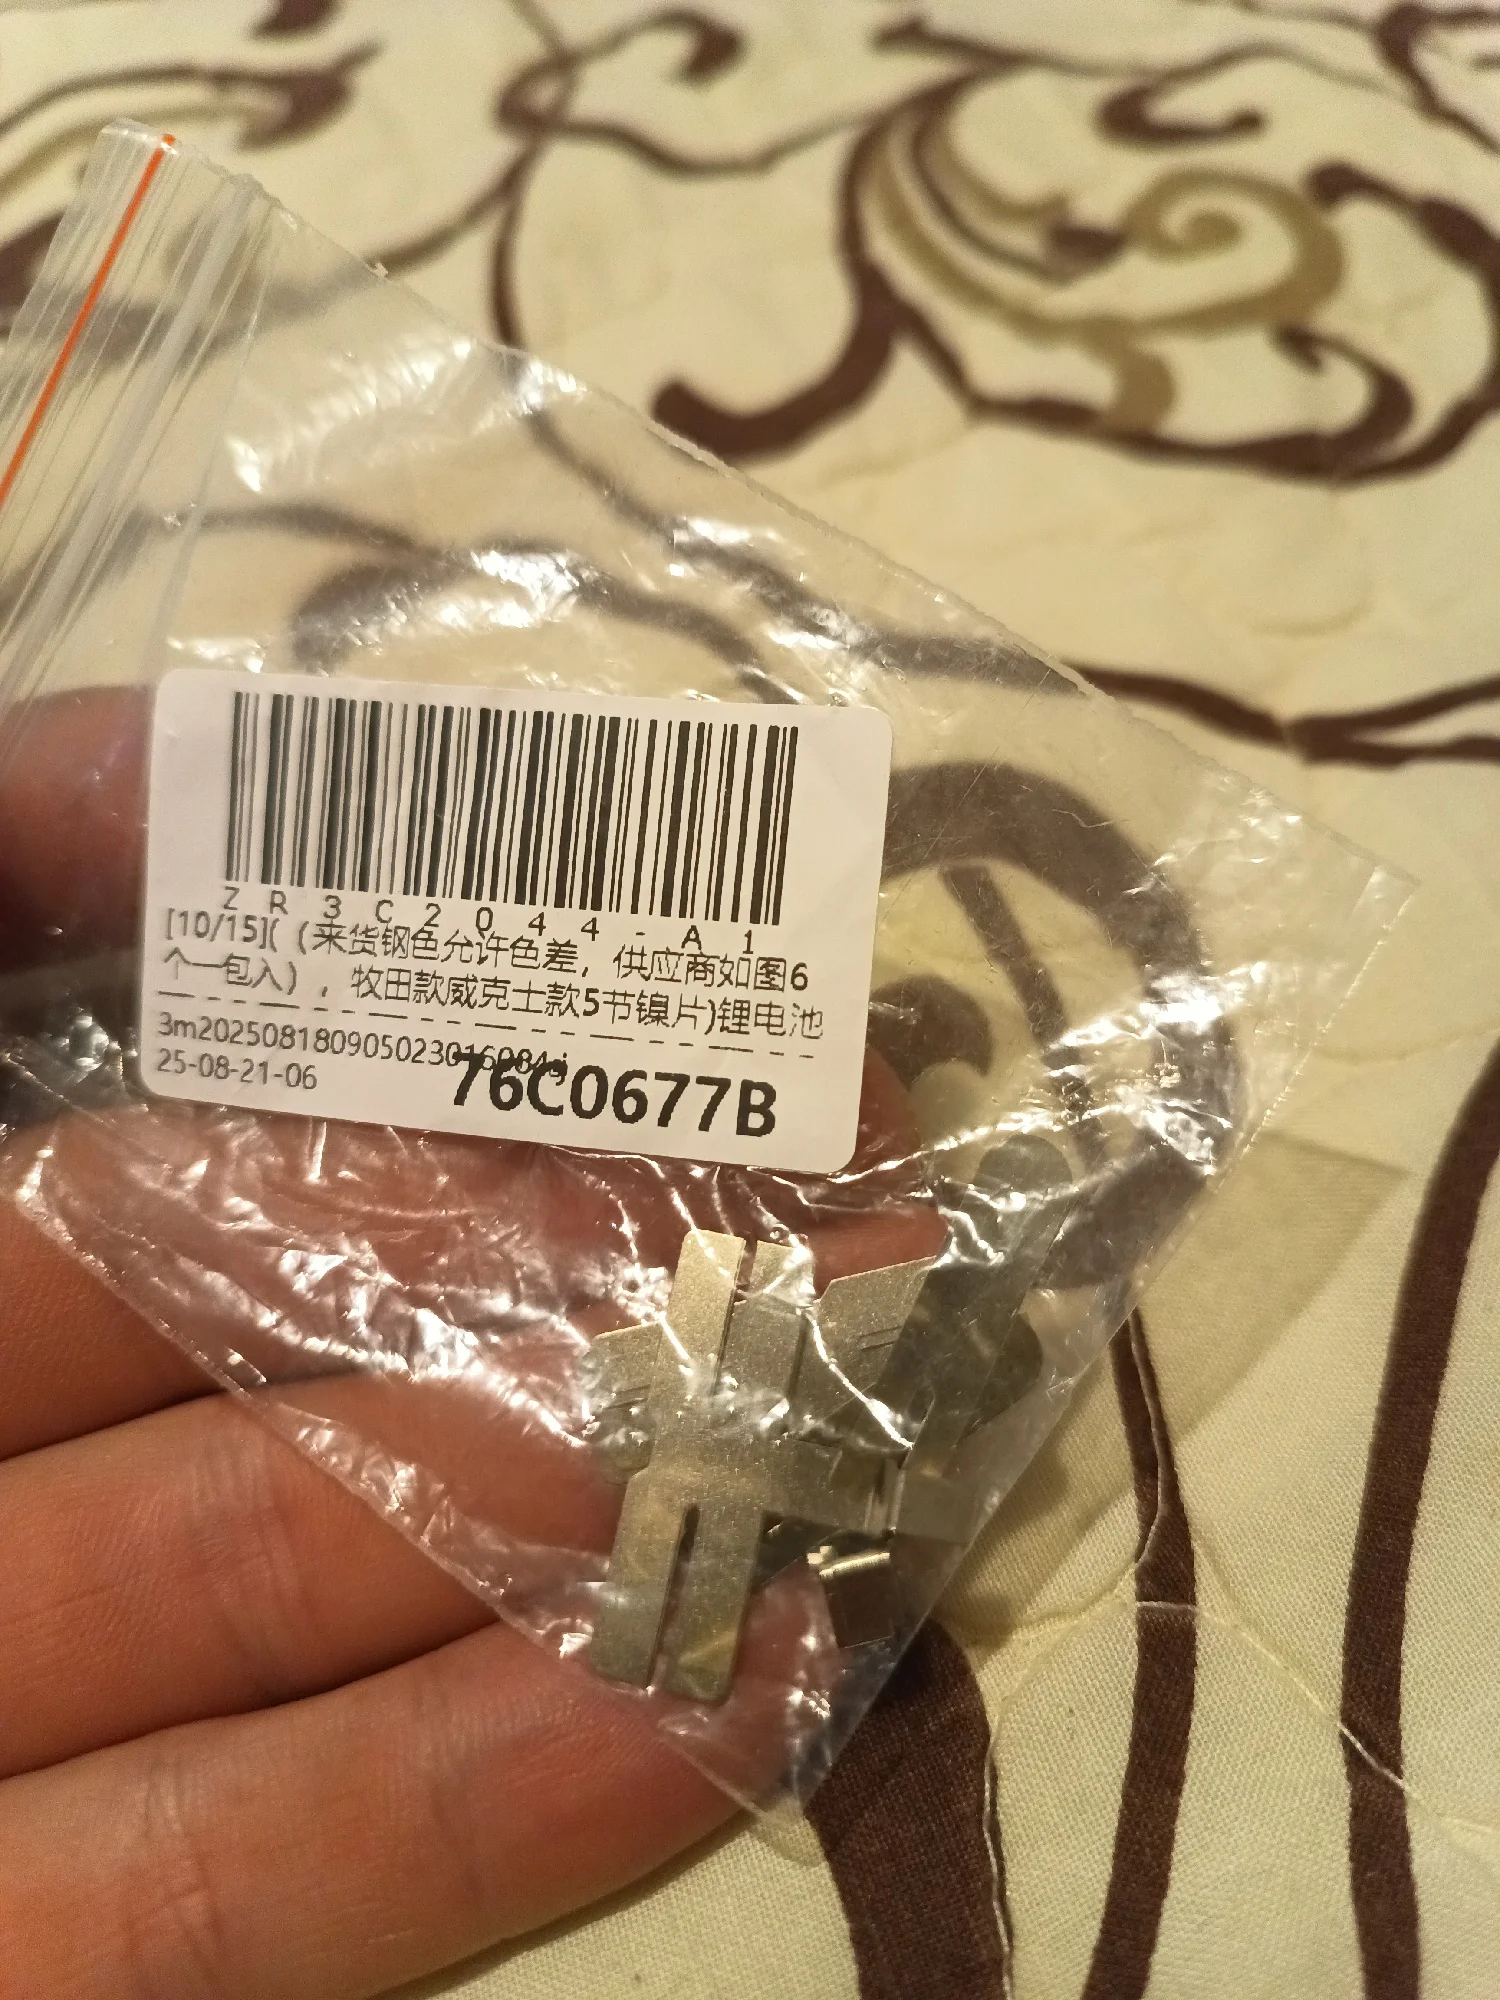 ZR3C2044-A1
[10/15]( (来货钢色允许色差，供应商如图6
个一包入) ，牧田款威克士款5节镍片)锂电池
3m20250818090502301608​4sj
25-08-21-06
76C0677B